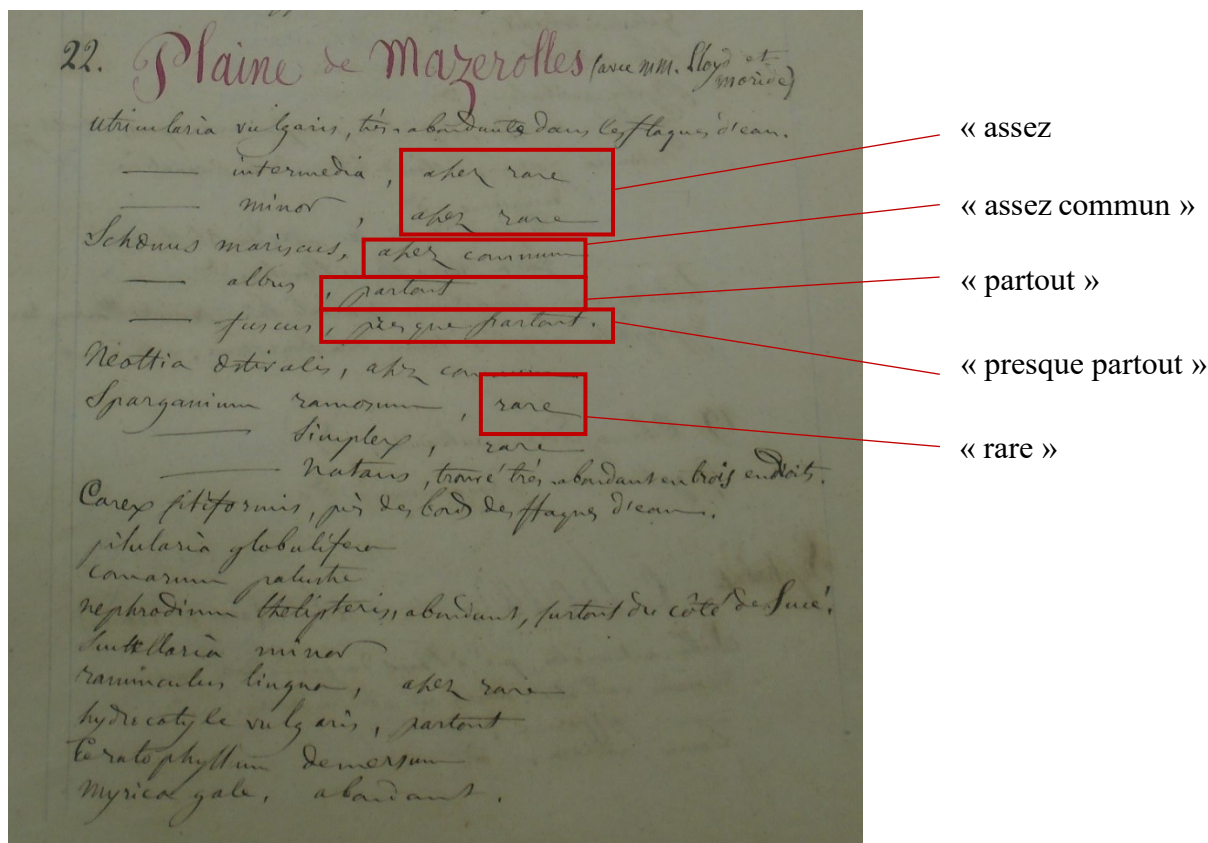 22. Plaine de Mazerolles (avec MM. Lloyd et moride)
utricularia vulgaris, très abondante dans les flaques d'eau.
— intermedia, assez rare
— minor, assez rare
Schœnus mariscus, assez commun
— albus, partout
— fuscus, presque partout.
Neottia œstivalis, assez commun
Sparganium ramosum, rare
— simplex, rare
— natans, trouvé très abondant en trois endroits.
Carex filiformis, près des bords des flaques d'eau.
pilularia globulifera
comarum palustre
nephrodium thelipteris, abondant, surtout du côté de Sucé.
Scutellaria minor
ranunculus lingua, assez rare
hydrocotyle vulgaris, partout
Ceratophyllum demersum
myrica gale, abondant.
« assez
« assez commun »
« partout »
« presque partout »
« rare »